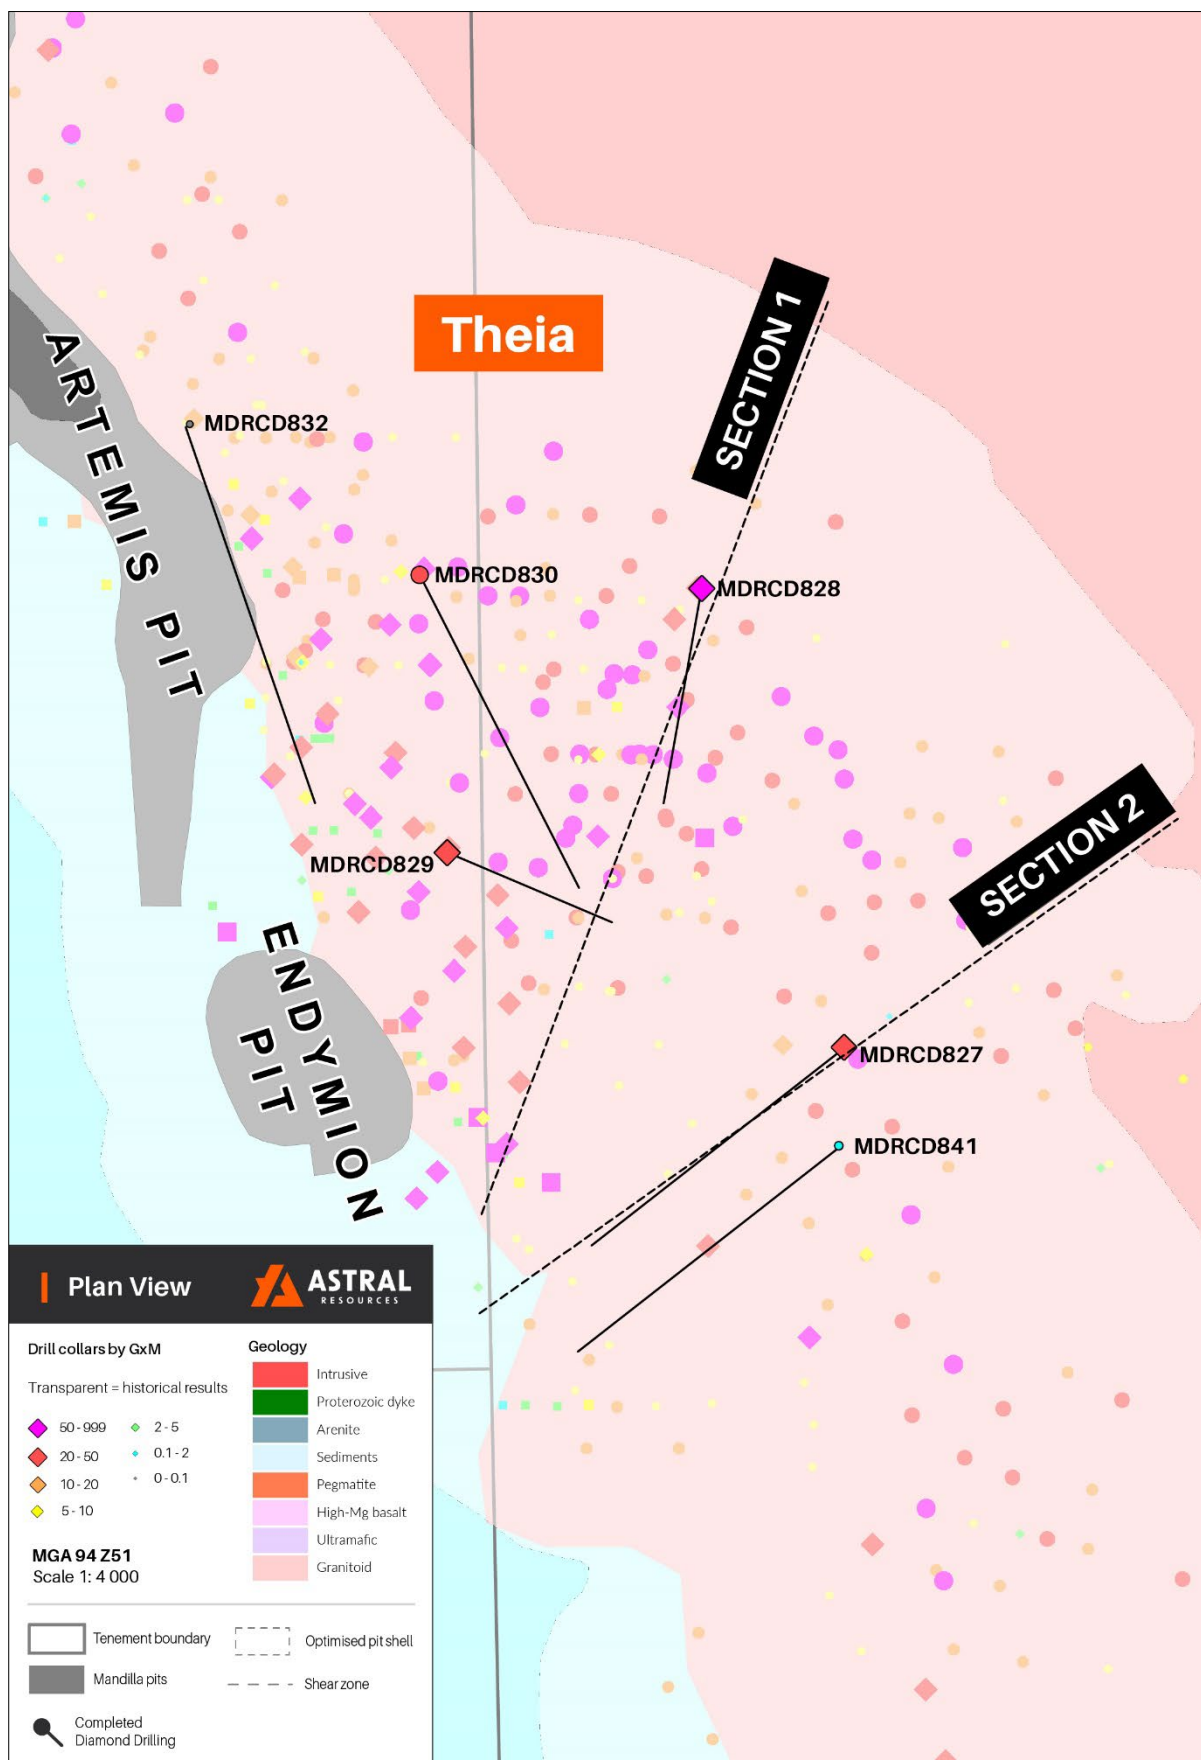 Theia
SECTION 1
ARTEMIS PIT
MDRCD832
MDRCD830
MDRCD828
SECTION 2
MDRCD829
ENDYMION
PIT
MDRCD827
MDRCD841
Plan View
ASTRAL
RESOURCES
Drill collars by GxM
Transparent = historical results
50 - 999
20 - 50
10 - 20
5 - 10
2 - 5
0.1 - 2
0 - 0.1
MGA 94 Z51
Scale 1: 4 000
Geology
Intrusive
Proterozoic dyke
Arenite
Sediments
Pegmatite
High-Mg basalt
Ultramafic
Granitoid
Tenement boundary
Optimised pit shell
Mandilla pits
Shear zone
Completed
Diamond Drilling